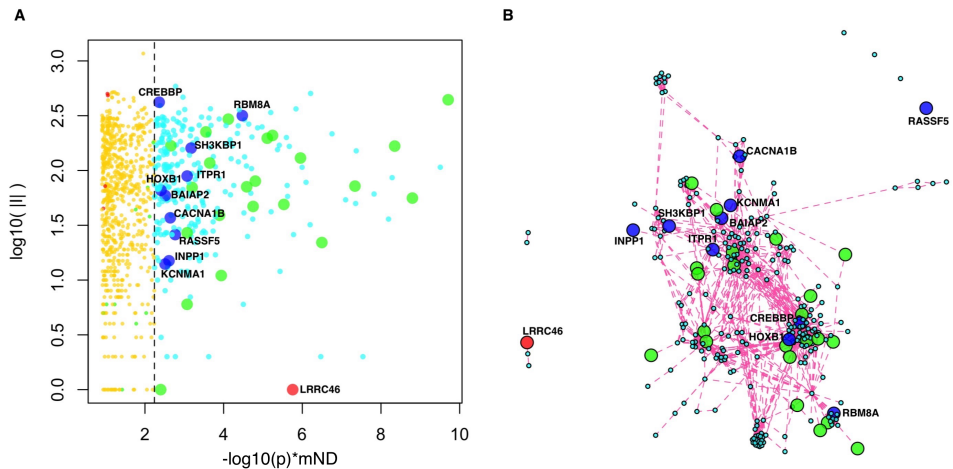 A
B
3.0
2.5
2.0
1.5
1.0
0.5
0.0
log10( |I| )
CREBBP
RBM8A
SH3KBP1
ITPR1
HOXB1
BAIAP2
CACNA1B
RASSF5
INPP1
KCNMA1
LRRC46
2
4
6
8
10
-log10(p)*mND
RASSF5
CACNA1B
KCNMA1
SH3KBP1
BAIAP2
INPP1
ITPR1
CREBBP
LRRC46
HOXB1
RBM8A